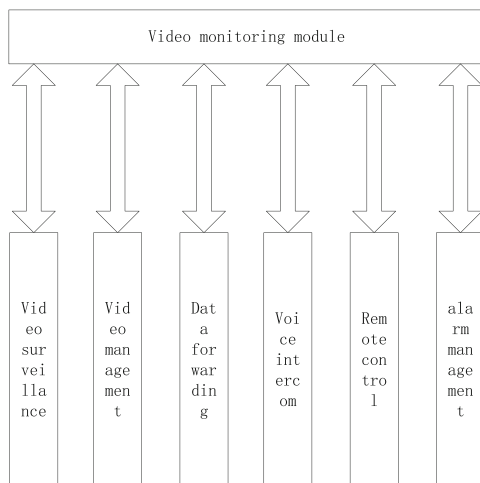 Video monitoring module
Vid
eo
sur
vei
lla
nce
Vid
eo
man
age
men
t
Dat
a
for
war
din
g
Voi
ce
int
erc
om
Rem
ote
con
tro
l
ala
rm
man
age
men
t